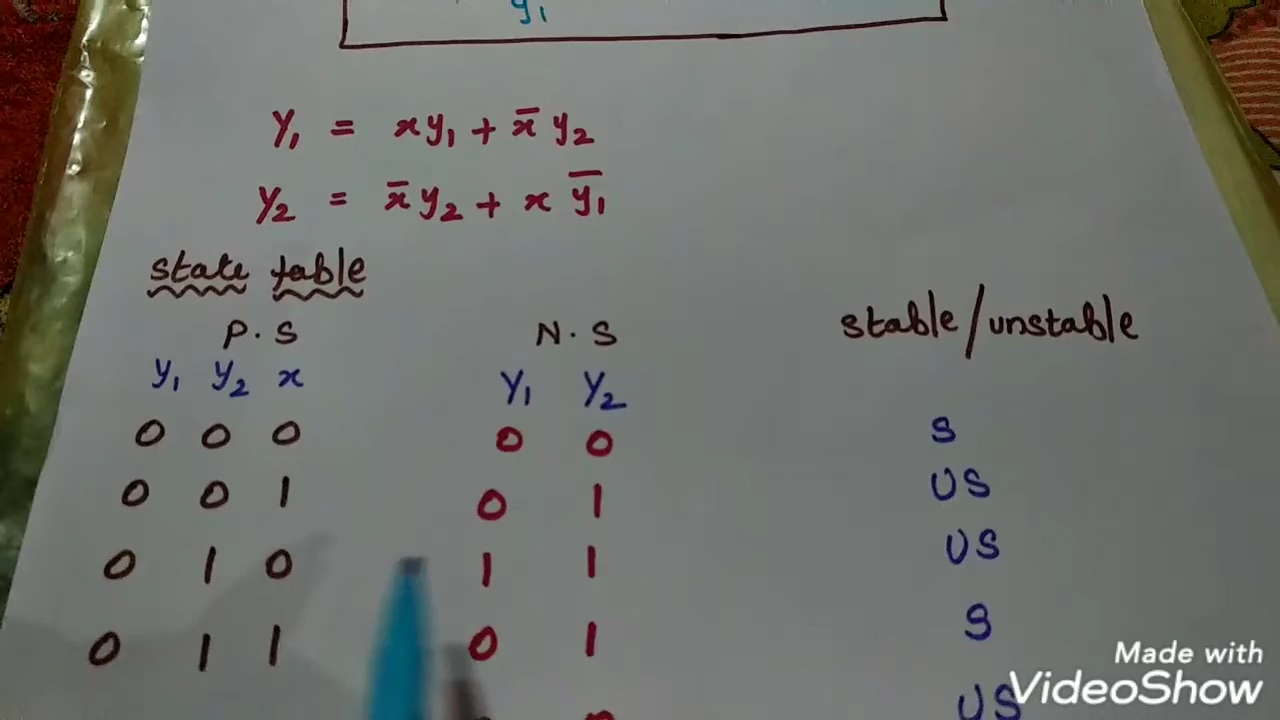 y₁
Y₁ = xy₁ + x̄ y₂
Y₂ = x̄ y₂ + x y̅₁
state table
P.S N.S stable/unstable
y₁ y₂ x Y₁ Y₂
0 0 0 0 0 S
0 0 1 0 1 US
0 1 0 1 1 US
0 1 1 0 1 S
US
Made with
VideoShow